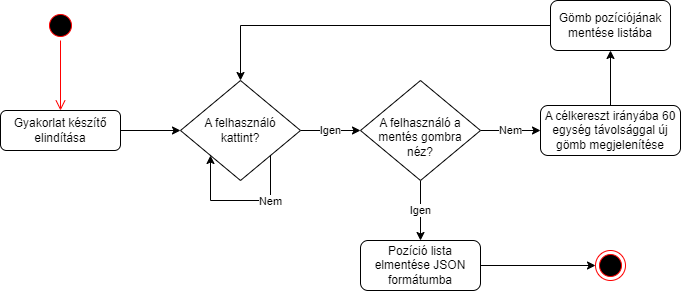 Gömb pozíciójának
mentése listába
Gyakorlat készítő
elindítása
A felhasználó
kattint?
Igen
A felhasználó a
mentés gombra
néz?
Nem
A célkereszt irányába 60
egység távolsággal új
gömb megjelenítése
Nem
Igen
Pozíció lista
elmentése JSON
formátumba